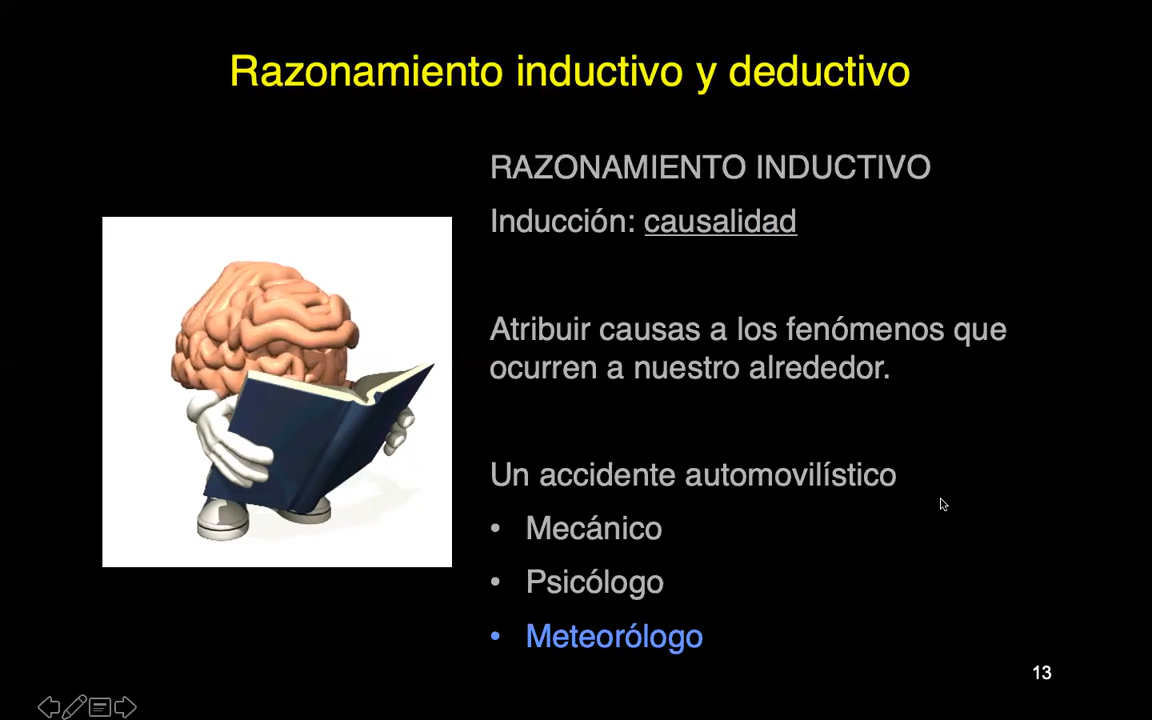 Razonamiento inductivo y deductivo
RAZONAMIENTO INDUCTIVO
Inducción: causalidad
Atribuir causas a los fenómenos que
ocurren a nuestro alrededor.
Un accidente automovilístico
• Mecánico
• Psicólogo
• Meteorólogo
13